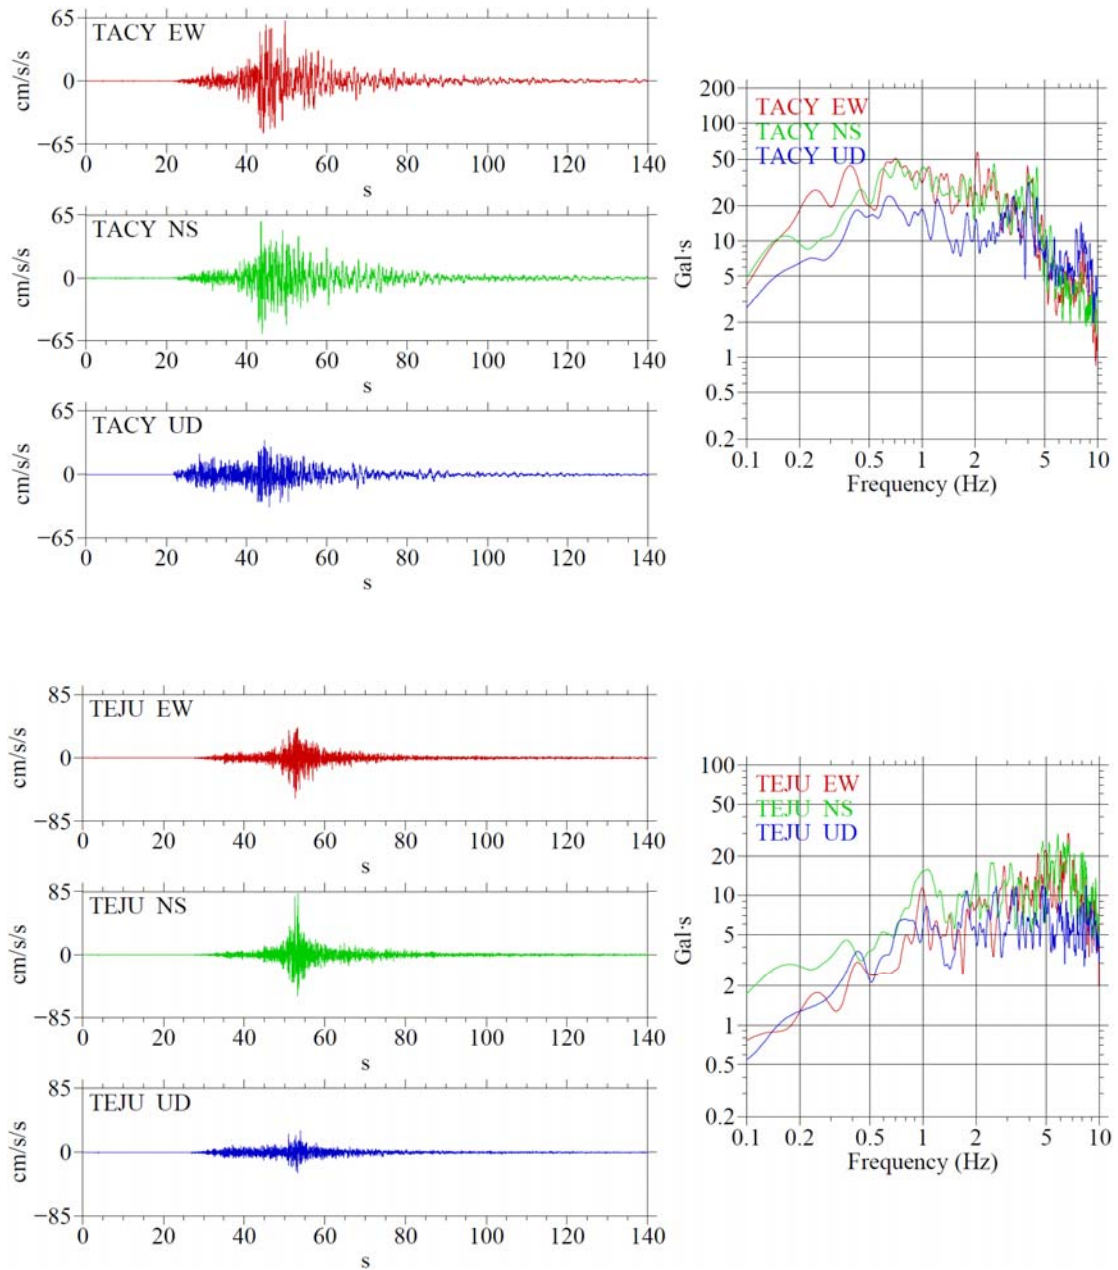 65
TACY EW
cm/s/s
0
−65
0 20 40 60 80 100 120 140
s
65
TACY NS
cm/s/s
0
−65
0 20 40 60 80 100 120 140
s
65
TACY UD
cm/s/s
0
−65
0 20 40 60 80 100 120 140
s
200
100
50
20
10
5
2
1
0.5
0.2
Gal·s
TACY EW
TACY NS
TACY UD
0.1 0.2 0.5 1 2 5 10
Frequency (Hz)
85
TEJU EW
cm/s/s
0
−85
0 20 40 60 80 100 120 140
s
85
TEJU NS
cm/s/s
0
−85
0 20 40 60 80 100 120 140
s
85
TEJU UD
cm/s/s
0
−85
0 20 40 60 80 100 120 140
s
100
50
20
10
5
2
1
0.5
0.2
Gal·s
TEJU EW
TEJU NS
TEJU UD
0.1 0.2 0.5 1 2 5 10
Frequency (Hz)